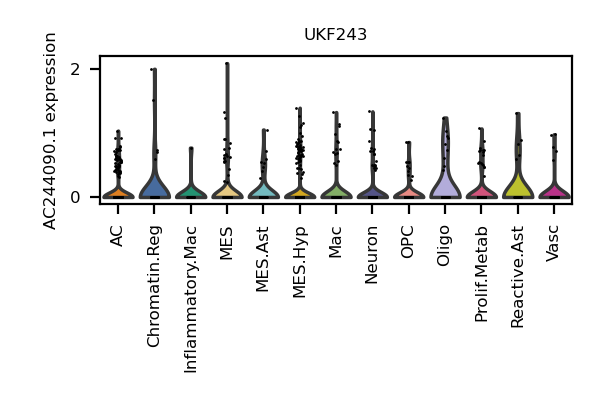 UKF243
AC244090.1 expression
2
0
AC
Chromatin.Reg
Inflammatory.Mac
MES
MES.Ast
MES.Hyp
Mac
Neuron
OPC
Oligo
Prolif.Metab
Reactive.Ast
Vasc